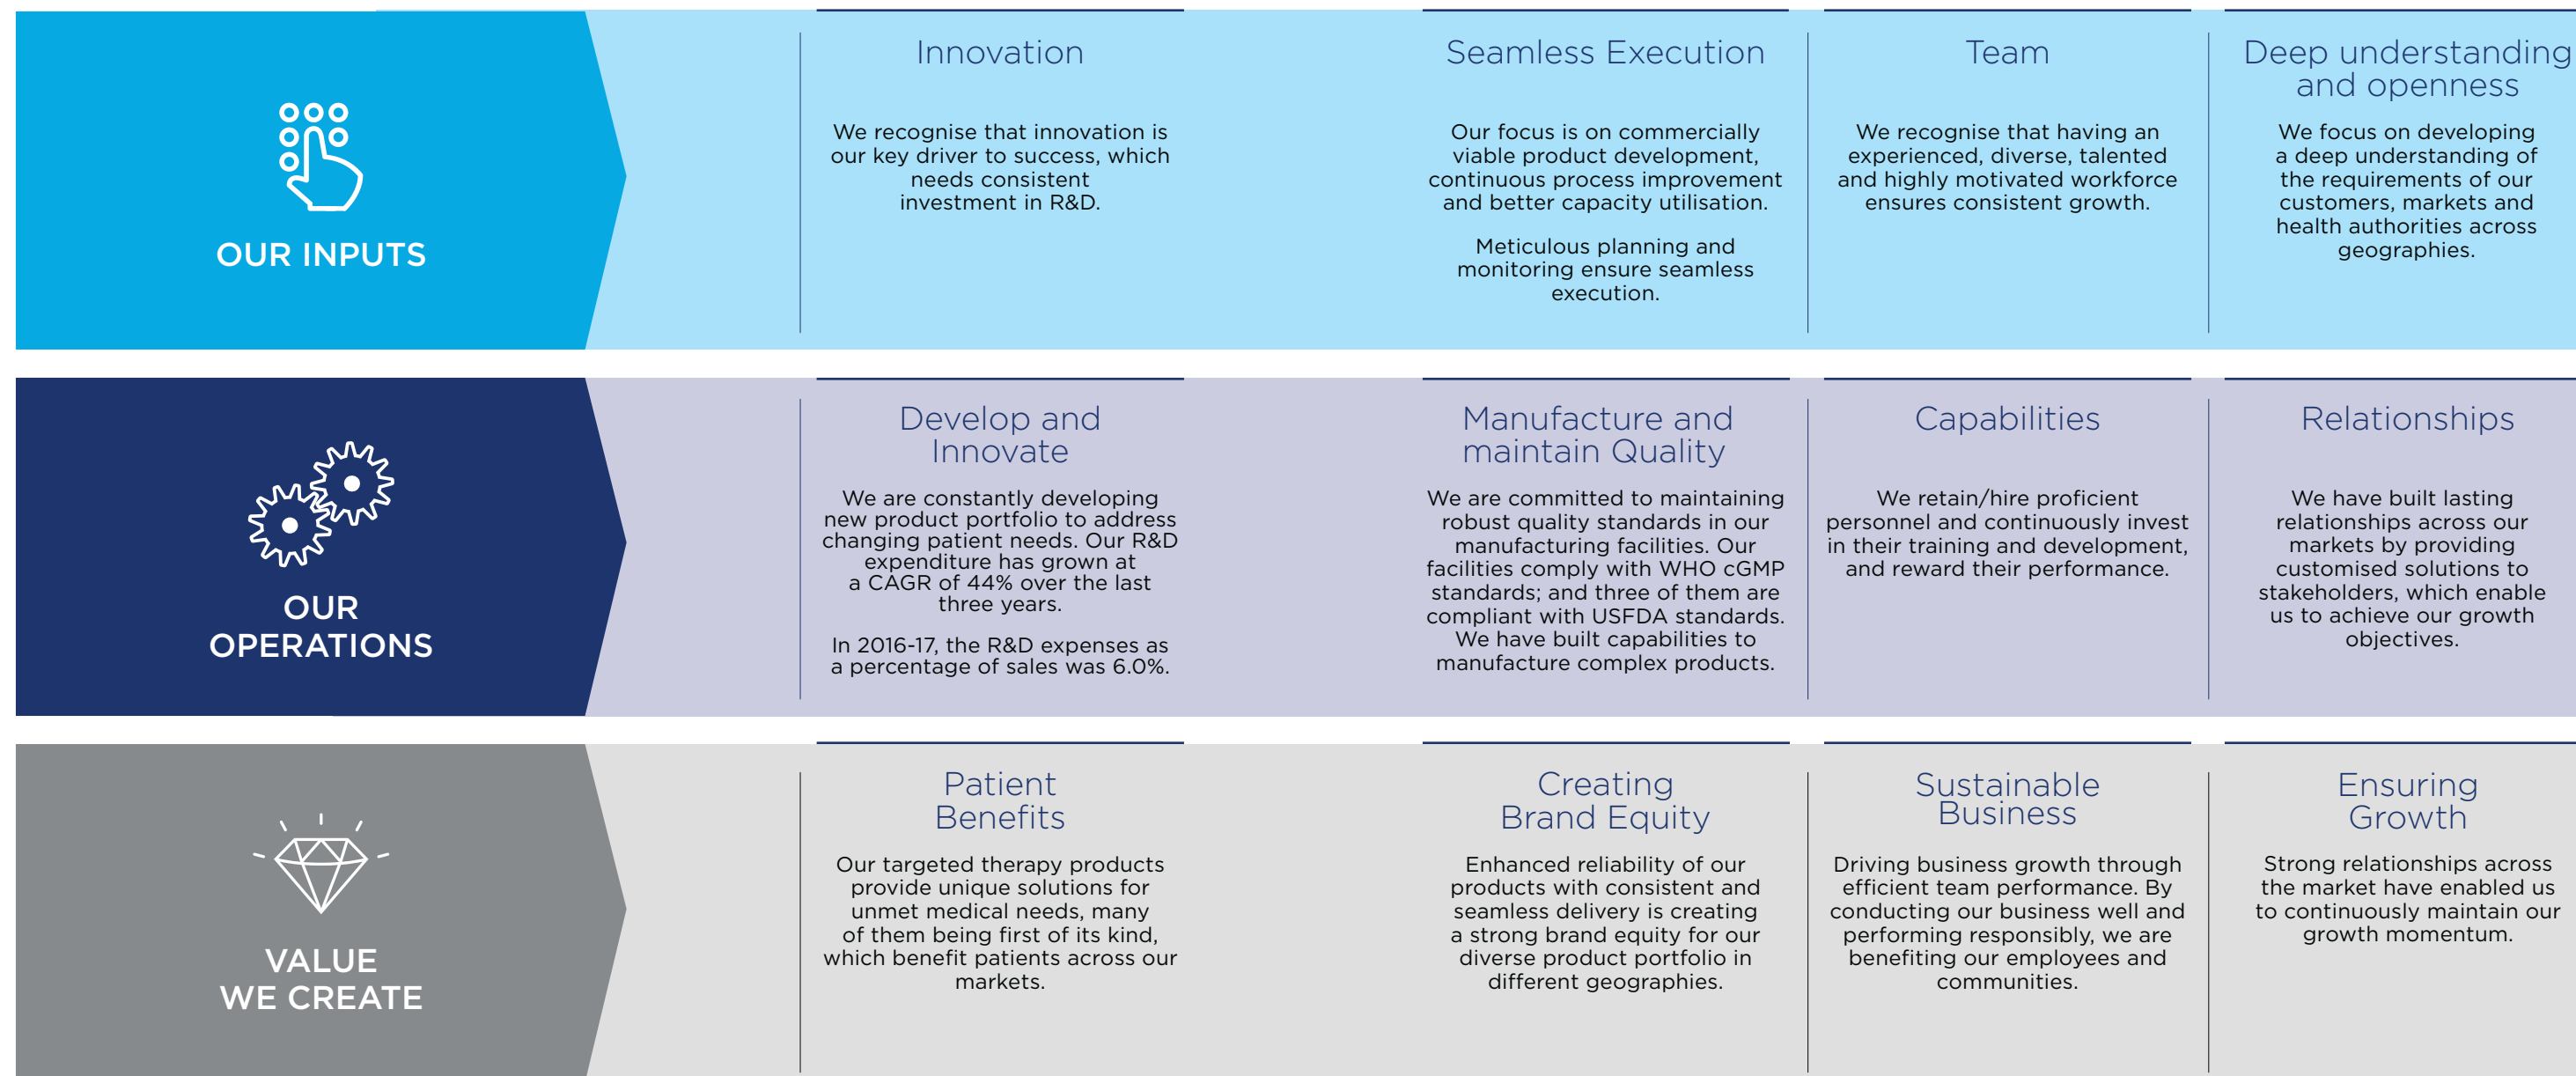 OUR INPUTS
Innovation
We recognise that innovation is
our key driver to success, which
needs consistent
investment in R&D.
Seamless Execution
Our focus is on commercially
viable product development,
continuous process improvement
and better capacity utilisation.
Meticulous planning and
monitoring ensure seamless
execution.
Team
We recognise that having an
experienced, diverse, talented
and highly motivated workforce
ensures consistent growth.
Deep understanding
and openness
We focus on developing
a deep understanding of
the requirements of our
customers, markets and
health authorities across
geographies.
OUR
OPERATIONS
Develop and
Innovate
We are constantly developing
new product portfolio to address
changing patient needs. Our R&D
expenditure has grown at
a CAGR of 44% over the last
three years.
In 2016-17, the R&D expenses as
a percentage of sales was 6.0%.
Manufacture and
maintain Quality
We are committed to maintaining
robust quality standards in our
manufacturing facilities. Our
facilities comply with WHO cGMP
standards; and three of them are
compliant with USFDA standards.
We have built capabilities to
manufacture complex products.
Capabilities
We retain/hire proficient
personnel and continuously invest
in their training and development,
and reward their performance.
Relationships
We have built lasting
relationships across our
markets by providing
customised solutions to
stakeholders, which enable
us to achieve our growth
objectives.
VALUE
WE CREATE
Patient
Benefits
Our targeted therapy products
provide unique solutions for
unmet medical needs, many
of them being first of its kind,
which benefit patients across our
markets.
Creating
Brand Equity
Enhanced reliability of our
products with consistent and
seamless delivery is creating
a strong brand equity for our
diverse product portfolio in
different geographies.
Sustainable
Business
Driving business growth through
efficient team performance. By
conducting our business well and
performing responsibly, we are
benefiting our employees and
communities.
Ensuring
Growth
Strong relationships across
the market have enabled us
to continuously maintain our
growth momentum.